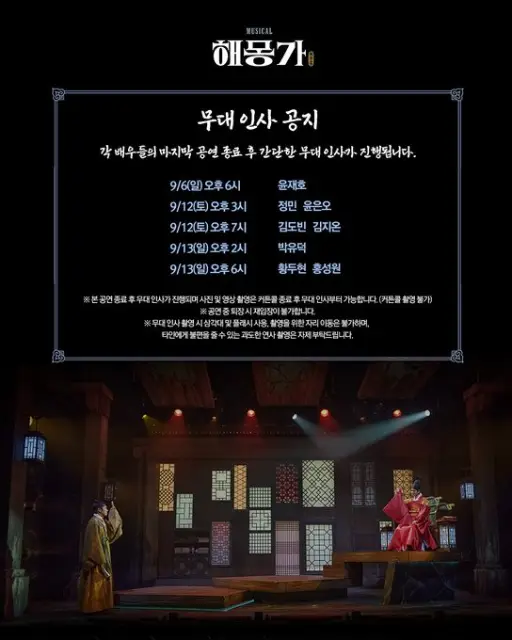 MUSICAL
해몽가
무대 인사 공지
각 배우들의 마지막 공연 종료 후 간단한 무대 인사가 진행됩니다.
9/6(일) 오후 6시 윤재호
9/12(토) 오후 3시 정민 윤은오
9/12(토) 오후 7시 김도빈 김지온
9/13(일) 오후 2시 박유덕
9/13(일) 오후 6시 황두현 홍성원
※ 본 공연 종료 후 무대 인사가 진행되며 사진 및 영상 촬영은 커튼콜 종료 후 무대 인사부터 가능합니다. (커튼콜 촬영 불가)
※ 공연 중 퇴장 시 재입장이 불가합니다.
※ 무대 인사 촬영 시 삼각대 및 플래시 사용, 촬영을 위한 자리 이동은 불가하며,
타인에게 불편을 줄 수 있는 과도한 연사 촬영은 자제 부탁드립니다.